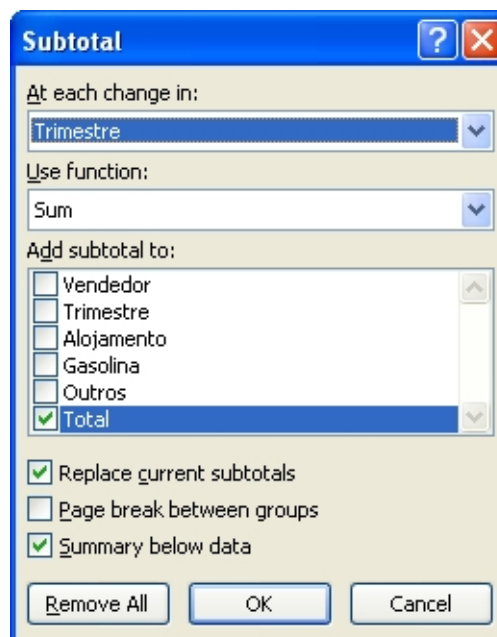 Subtotal
At each change in:
Trimestre
Use function:
Sum
Add subtotal to:
Vendedor
Trimestre
Alojamento
Gasolina
Outros
Total
Replace current subtotals
Page break between groups
Summary below data
Remove All OK Cancel